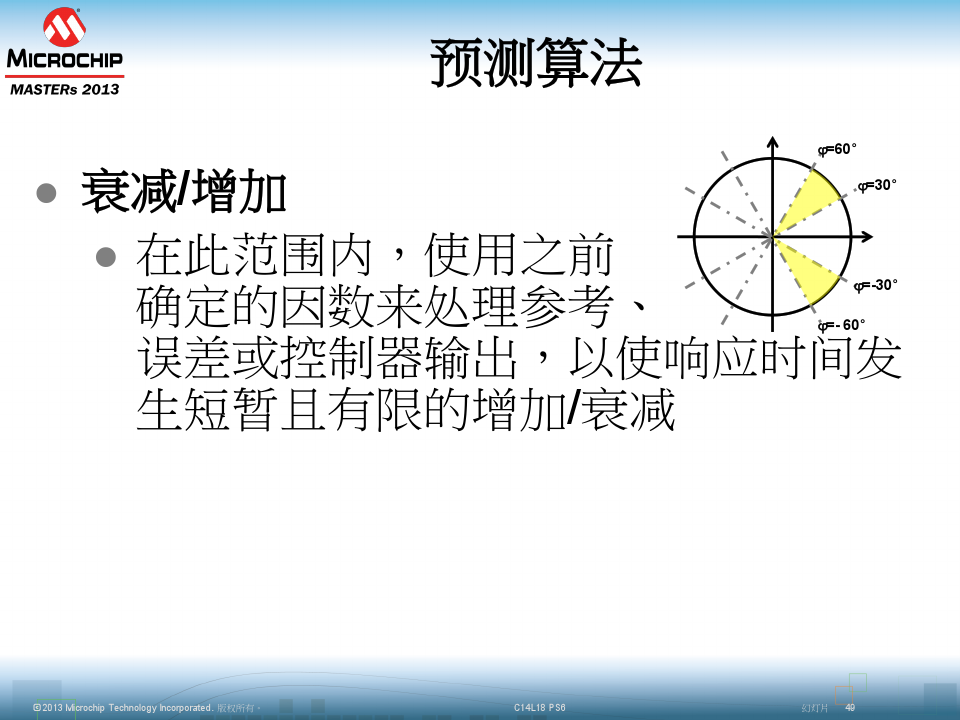 MICROCHIP
MASTERs 2013
预测算法
衰减/增加
在此范围内，使用之前
确定的因数来处理参考、
误差或控制器输出，以使响应时间发
生短暂且有限的增加/衰减
φ=60°
φ=30°
φ=-30°
φ=-60°
©2013 Microchip Technology Incorporated. 版权所有。
C14L18 PS6
幻灯片 49